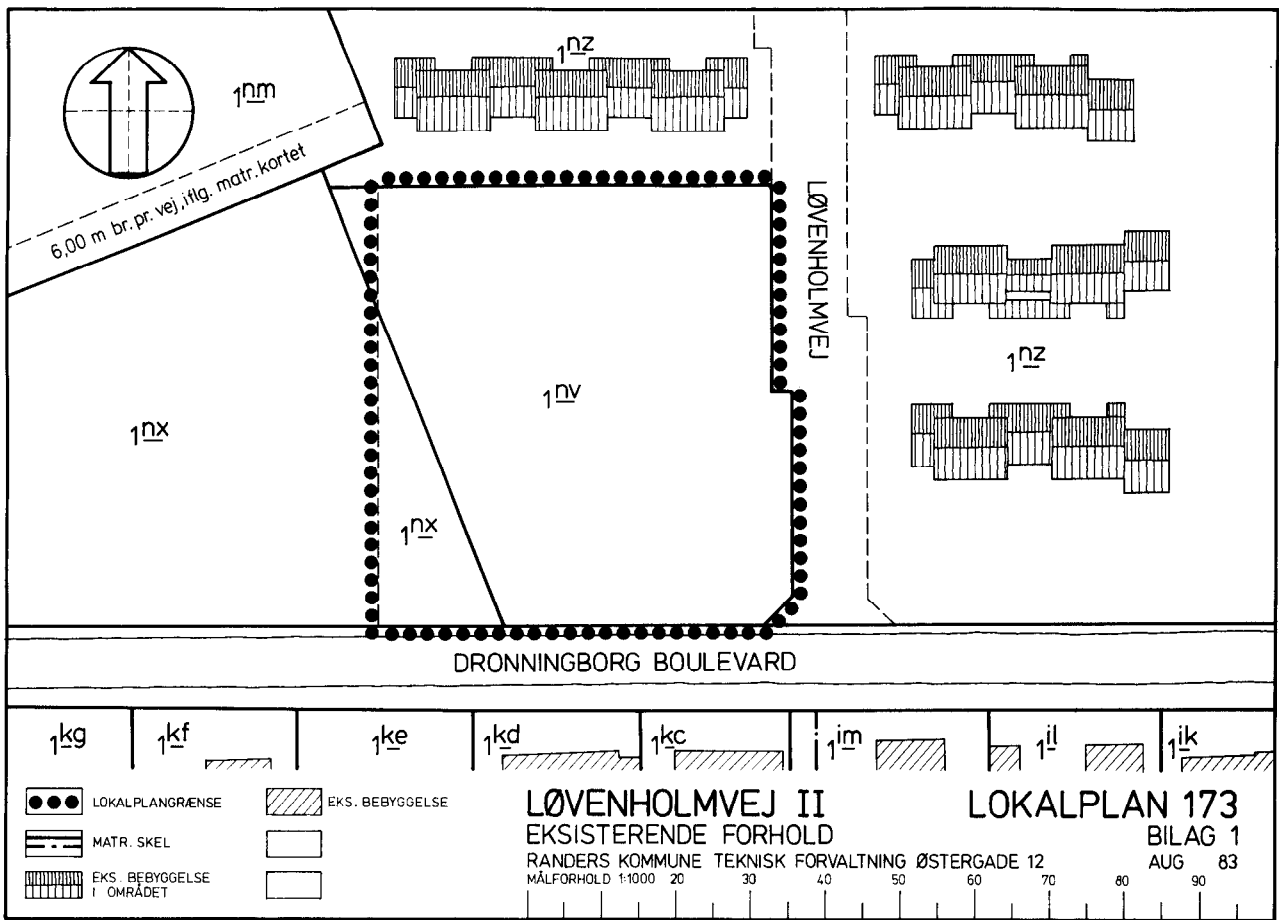 1nz
1nm
6,00 m br. pr. vej, iflg. matr. kortet
LØVENHOLMVEJ
1nz
1nv
1nx
1nx
DRONNINGBORG BOULEVARD
1kg
1kf
1ke
1kd
1kc
1im
1il
1ik
LOKALPLANGRÆNSE
MATR. SKEL
EKS. BEBYGGELSE
I OMRÅDET
EKS. BEBYGGELSE
LØVENHOLMVEJ II
EKSISTERENDE FORHOLD
RANDERS KOMMUNE TEKNISK FORVALTNING ØSTERGADE 12
MÅLFORHOLD 1:1000 20 30 40 50 60 70 80 90
LOKALPLAN 173
BILAG 1
AUG 83